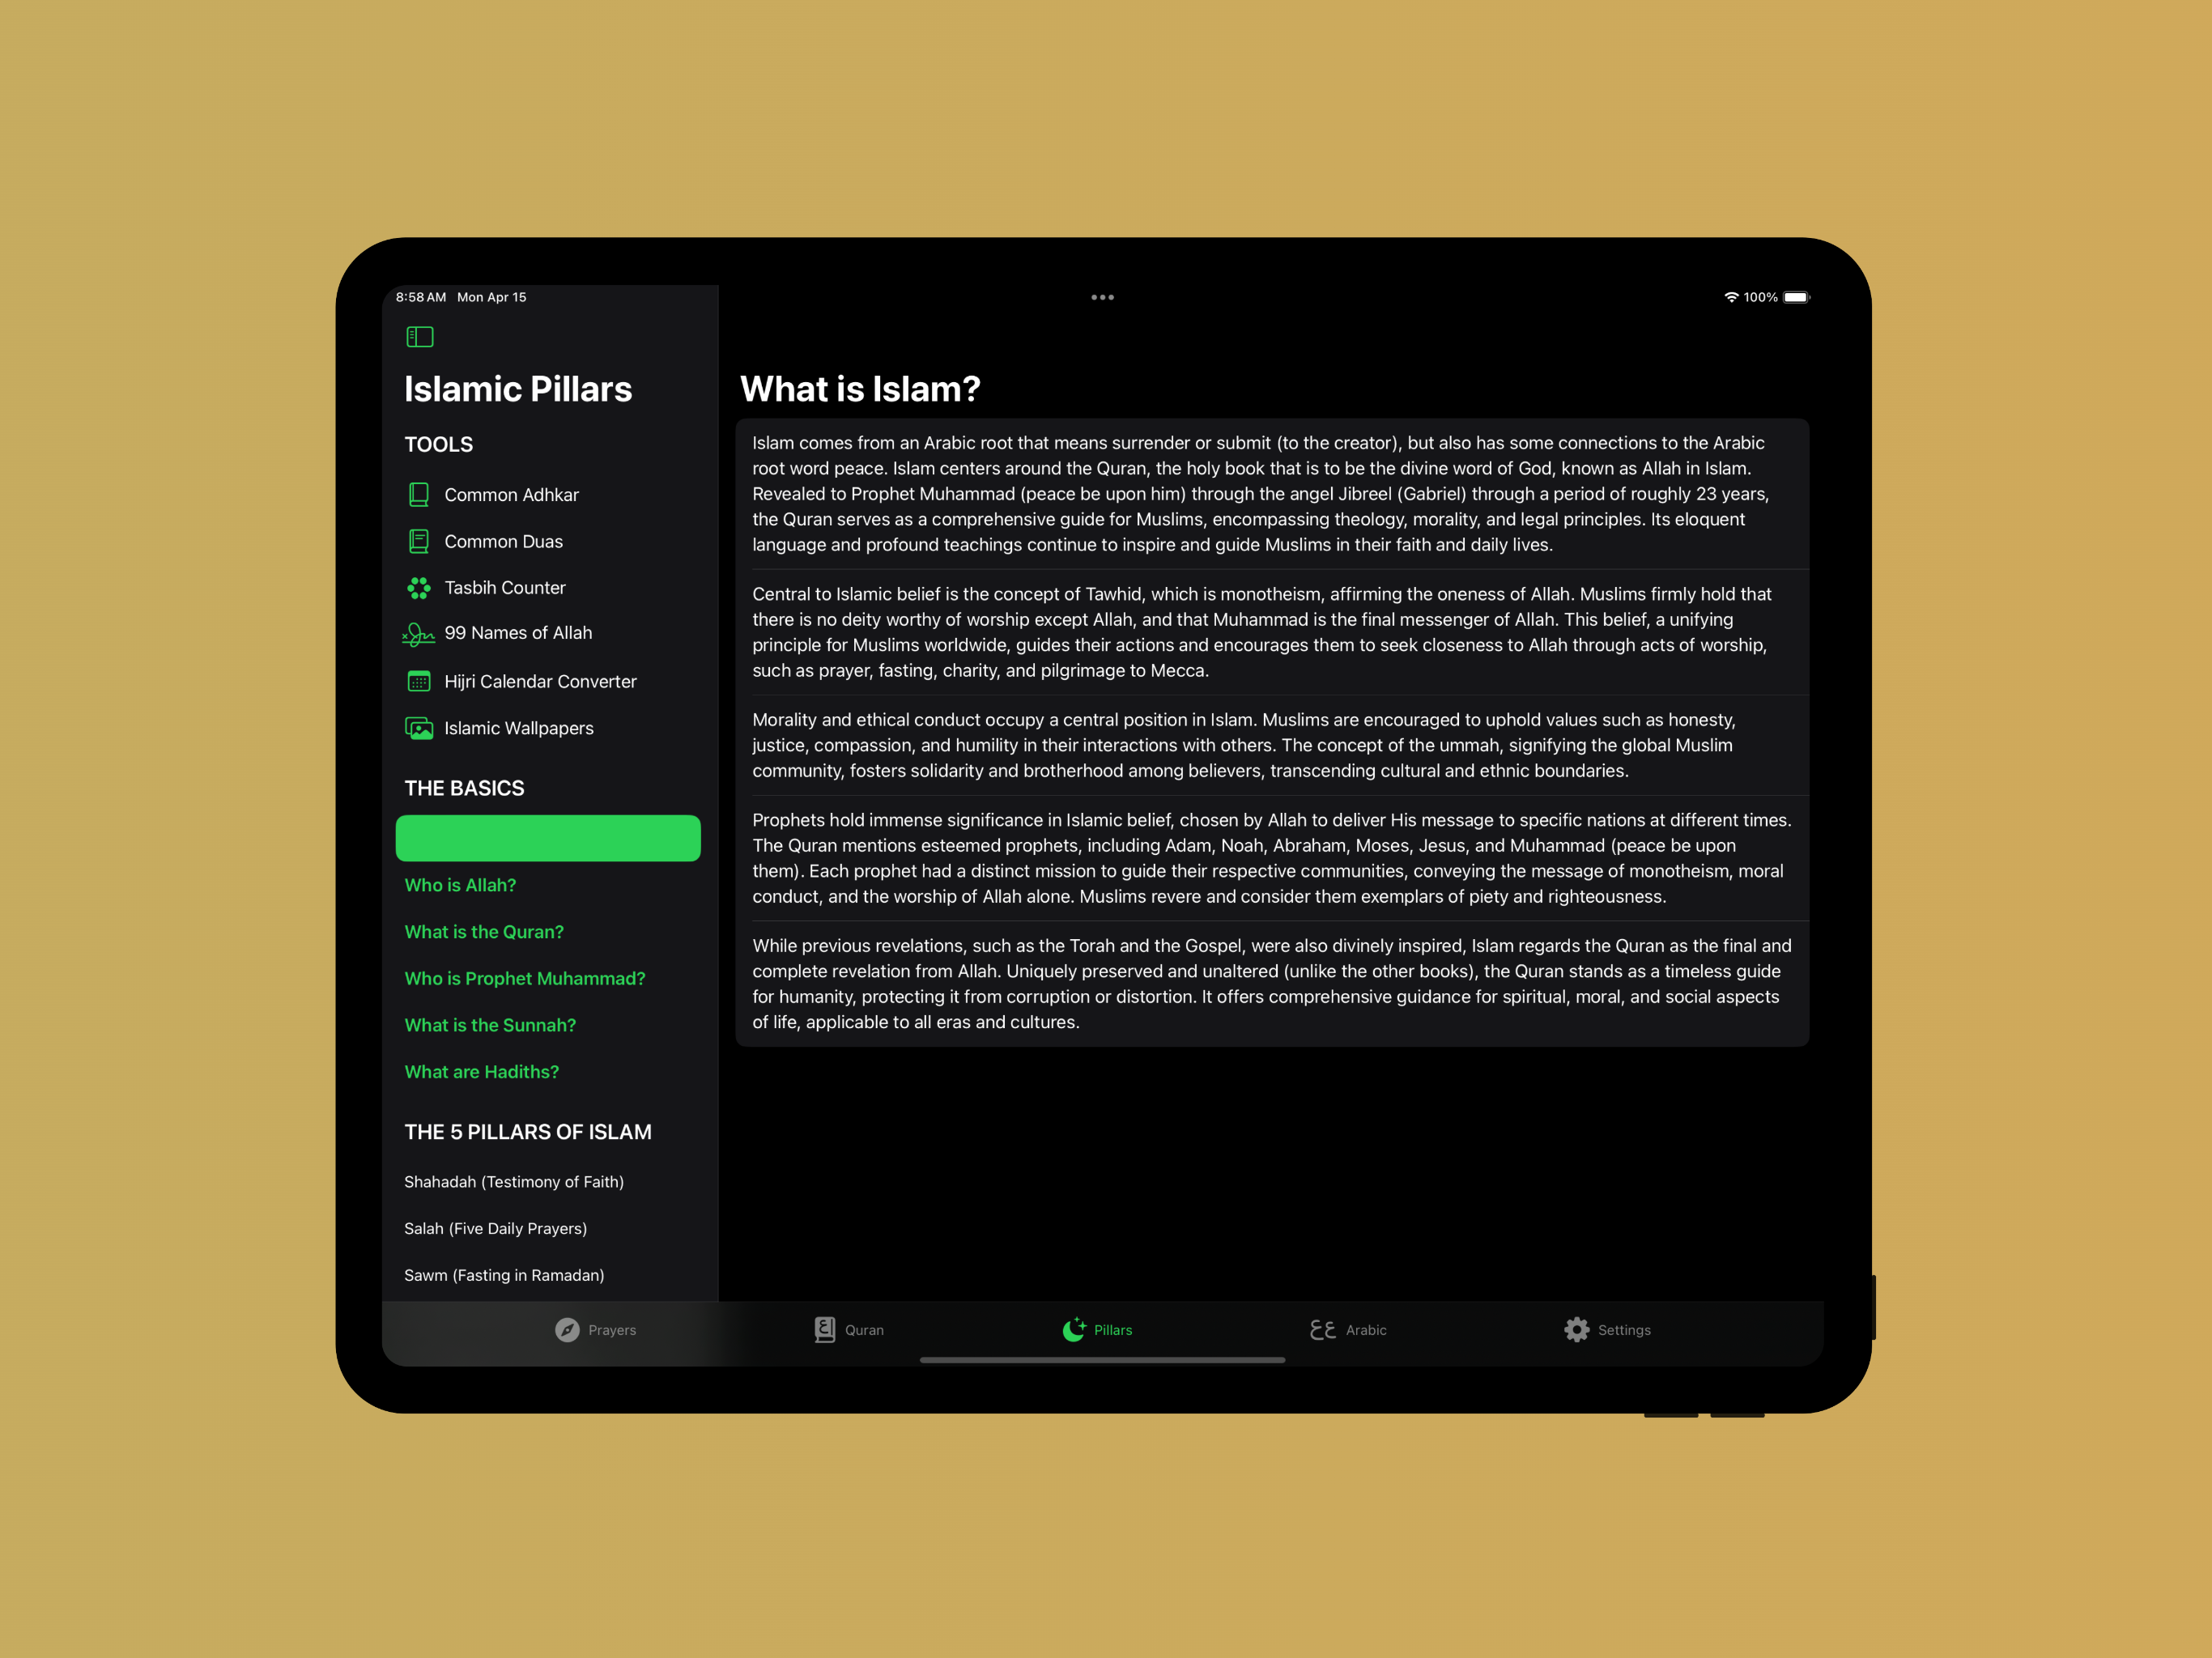 8:58 AM Mon Apr 15
100%
Islamic Pillars
TOOLS
Common Adhkar
Common Duas
Tasbih Counter
99 Names of Allah
Hijri Calendar Converter
Islamic Wallpapers
THE BASICS
Who is Allah?
What is the Quran?
Who is Prophet Muhammad?
What is the Sunnah?
What are Hadiths?
THE 5 PILLARS OF ISLAM
Shahadah (Testimony of Faith)
Salah (Five Daily Prayers)
Sawm (Fasting in Ramadan)
What is Islam?
Islam comes from an Arabic root that means surrender or submit (to the creator), but also has some connections to the Arabic
root word peace. Islam centers around the Quran, the holy book that is to be the divine word of God, known as Allah in Islam.
Revealed to Prophet Muhammad (peace be upon him) through the angel Jibreel (Gabriel) through a period of roughly 23 years,
the Quran serves as a comprehensive guide for Muslims, encompassing theology, morality, and legal principles. Its eloquent
language and profound teachings continue to inspire and guide Muslims in their faith and daily lives.
Central to Islamic belief is the concept of Tawhid, which is monotheism, affirming the oneness of Allah. Muslims firmly hold that
there is no deity worthy of worship except Allah, and that Muhammad is the final messenger of Allah. This belief, a unifying
principle for Muslims worldwide, guides their actions and encourages them to seek closeness to Allah through acts of worship,
such as prayer, fasting, charity, and pilgrimage to Mecca.
Morality and ethical conduct occupy a central position in Islam. Muslims are encouraged to uphold values such as honesty,
justice, compassion, and humility in their interactions with others. The concept of the ummah, signifying the global Muslim
community, fosters solidarity and brotherhood among believers, transcending cultural and ethnic boundaries.
Prophets hold immense significance in Islamic belief, chosen by Allah to deliver His message to specific nations at different times.
The Quran mentions esteemed prophets, including Adam, Noah, Abraham, Moses, Jesus, and Muhammad (peace be upon
them). Each prophet had a distinct mission to guide their respective communities, conveying the message of monotheism, moral
conduct, and the worship of Allah alone. Muslims revere and consider them exemplars of piety and righteousness.
While previous revelations, such as the Torah and the Gospel, were also divinely inspired, Islam regards the Quran as the final and
complete revelation from Allah. Uniquely preserved and unaltered (unlike the other books), the Quran stands as a timeless guide
for humanity, protecting it from corruption or distortion. It offers comprehensive guidance for spiritual, moral, and social aspects
of life, applicable to all eras and cultures.
Prayers
Quran
Pillars
Arabic
Settings